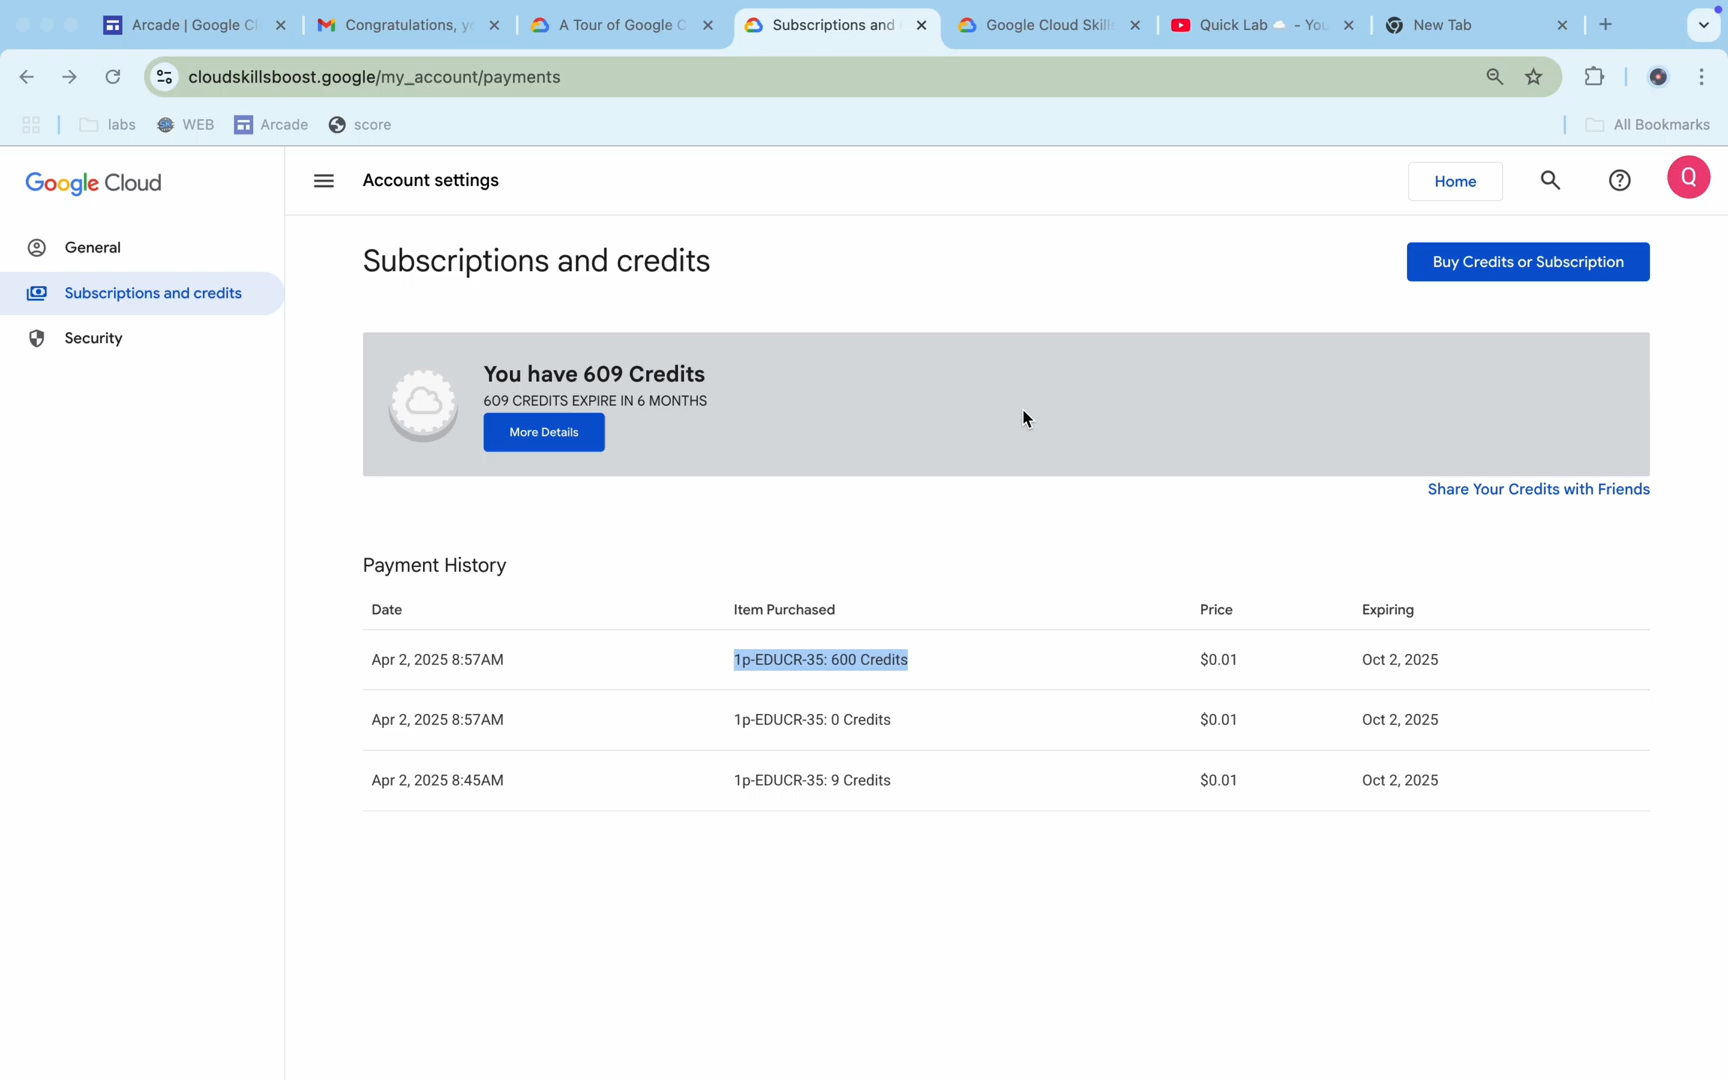 Arcade | Google Cl
Congratulations, ye
A Tour of Google C
Subscriptions and
Google Cloud Skills
Quick Lab☁️ - You
New Tab
cloudskillsboost.google/my_account/payments
labs
WEB
Arcade
score
All Bookmarks
Google Cloud
Account settings
Home
Q
General
Subscriptions and credits
Security
Subscriptions and credits
Buy Credits or Subscription
You have 609 Credits
609 CREDITS EXPIRE IN 6 MONTHS
More Details
Share Your Credits with Friends
Payment History
Date Item Purchased Price Expiring
Apr 2, 2025 8:57AM 1p-EDUCR-35: 600 Credits $0.01 Oct 2, 2025
Apr 2, 2025 8:57AM 1p-EDUCR-35: 0 Credits $0.01 Oct 2, 2025
Apr 2, 2025 8:45AM 1p-EDUCR-35: 9 Credits $0.01 Oct 2, 2025